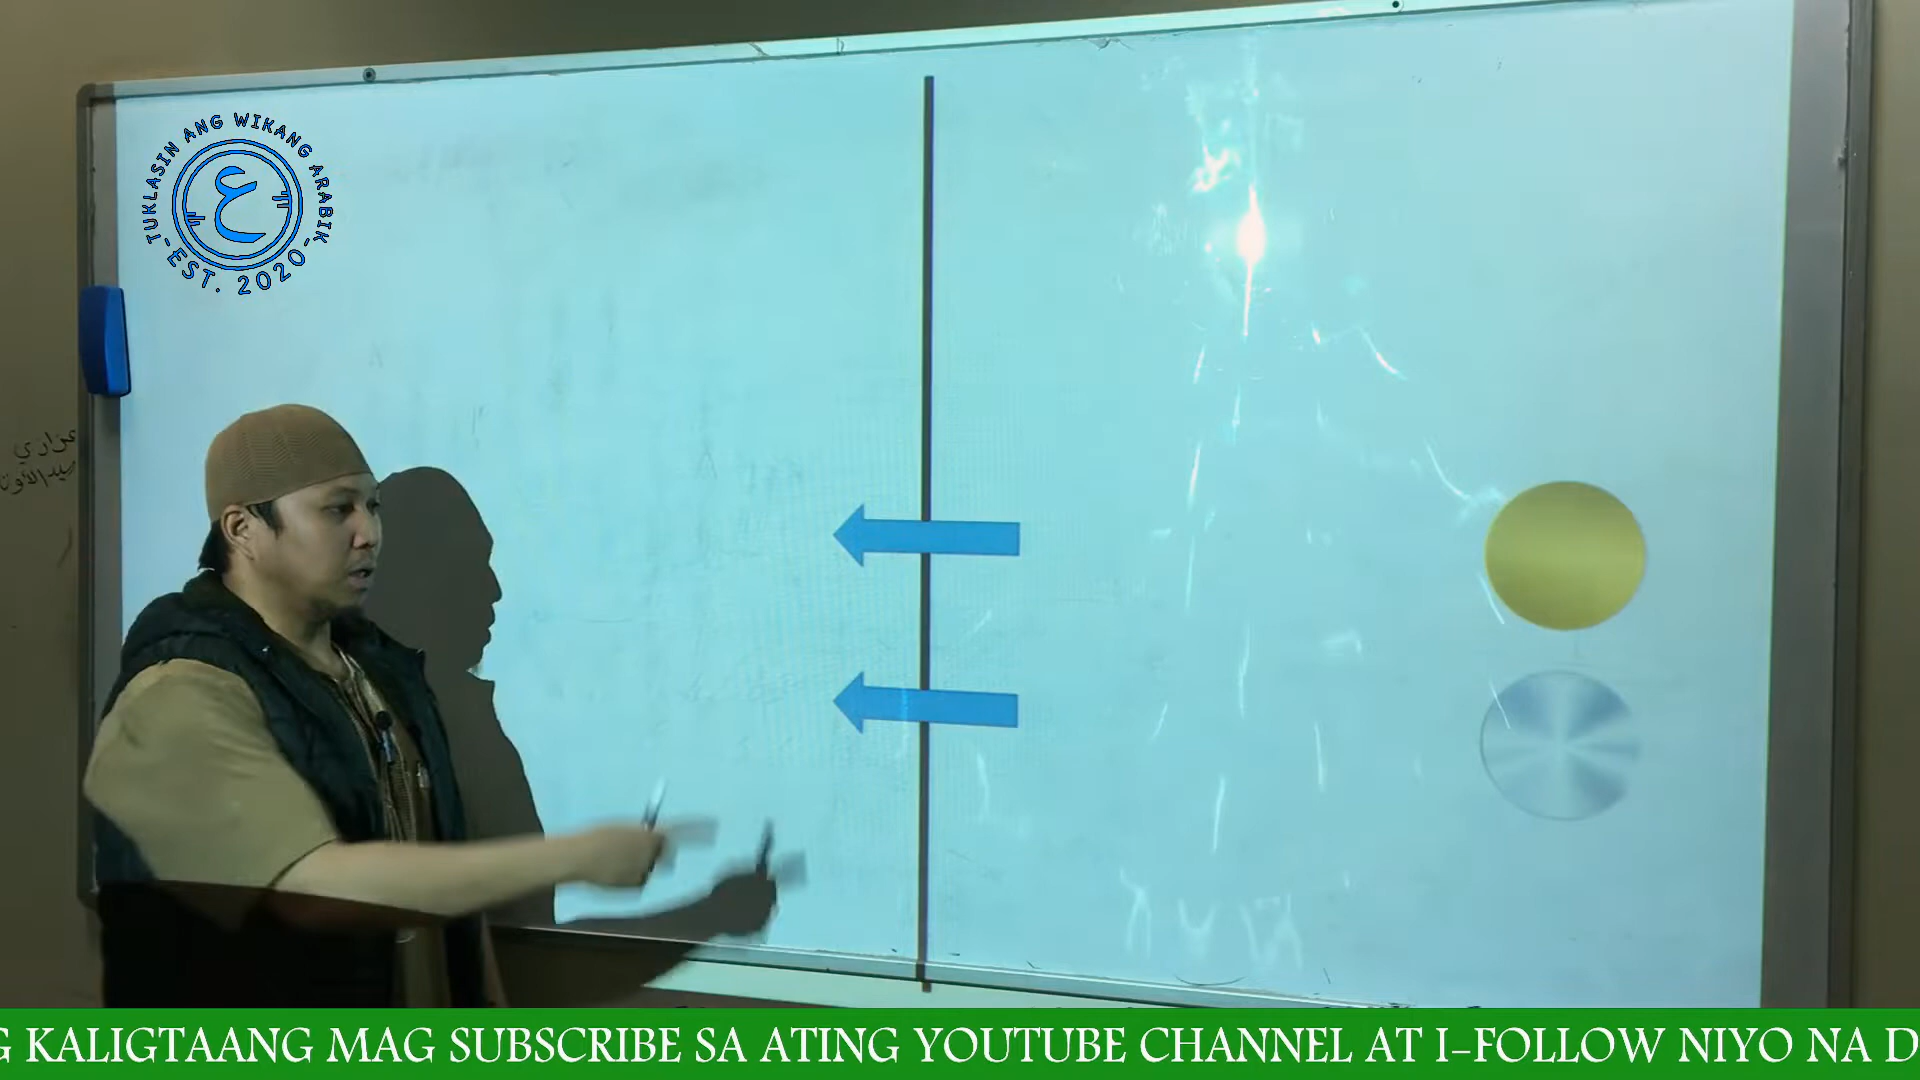 TUKLASIN ANG WIKANG ARABIK
-EST. 2020-
ع
G KALIGTAANG MAG SUBSCRIBE SA ATING YOUTUBE CHANNEL AT I-FOLLOW NIYO NA D